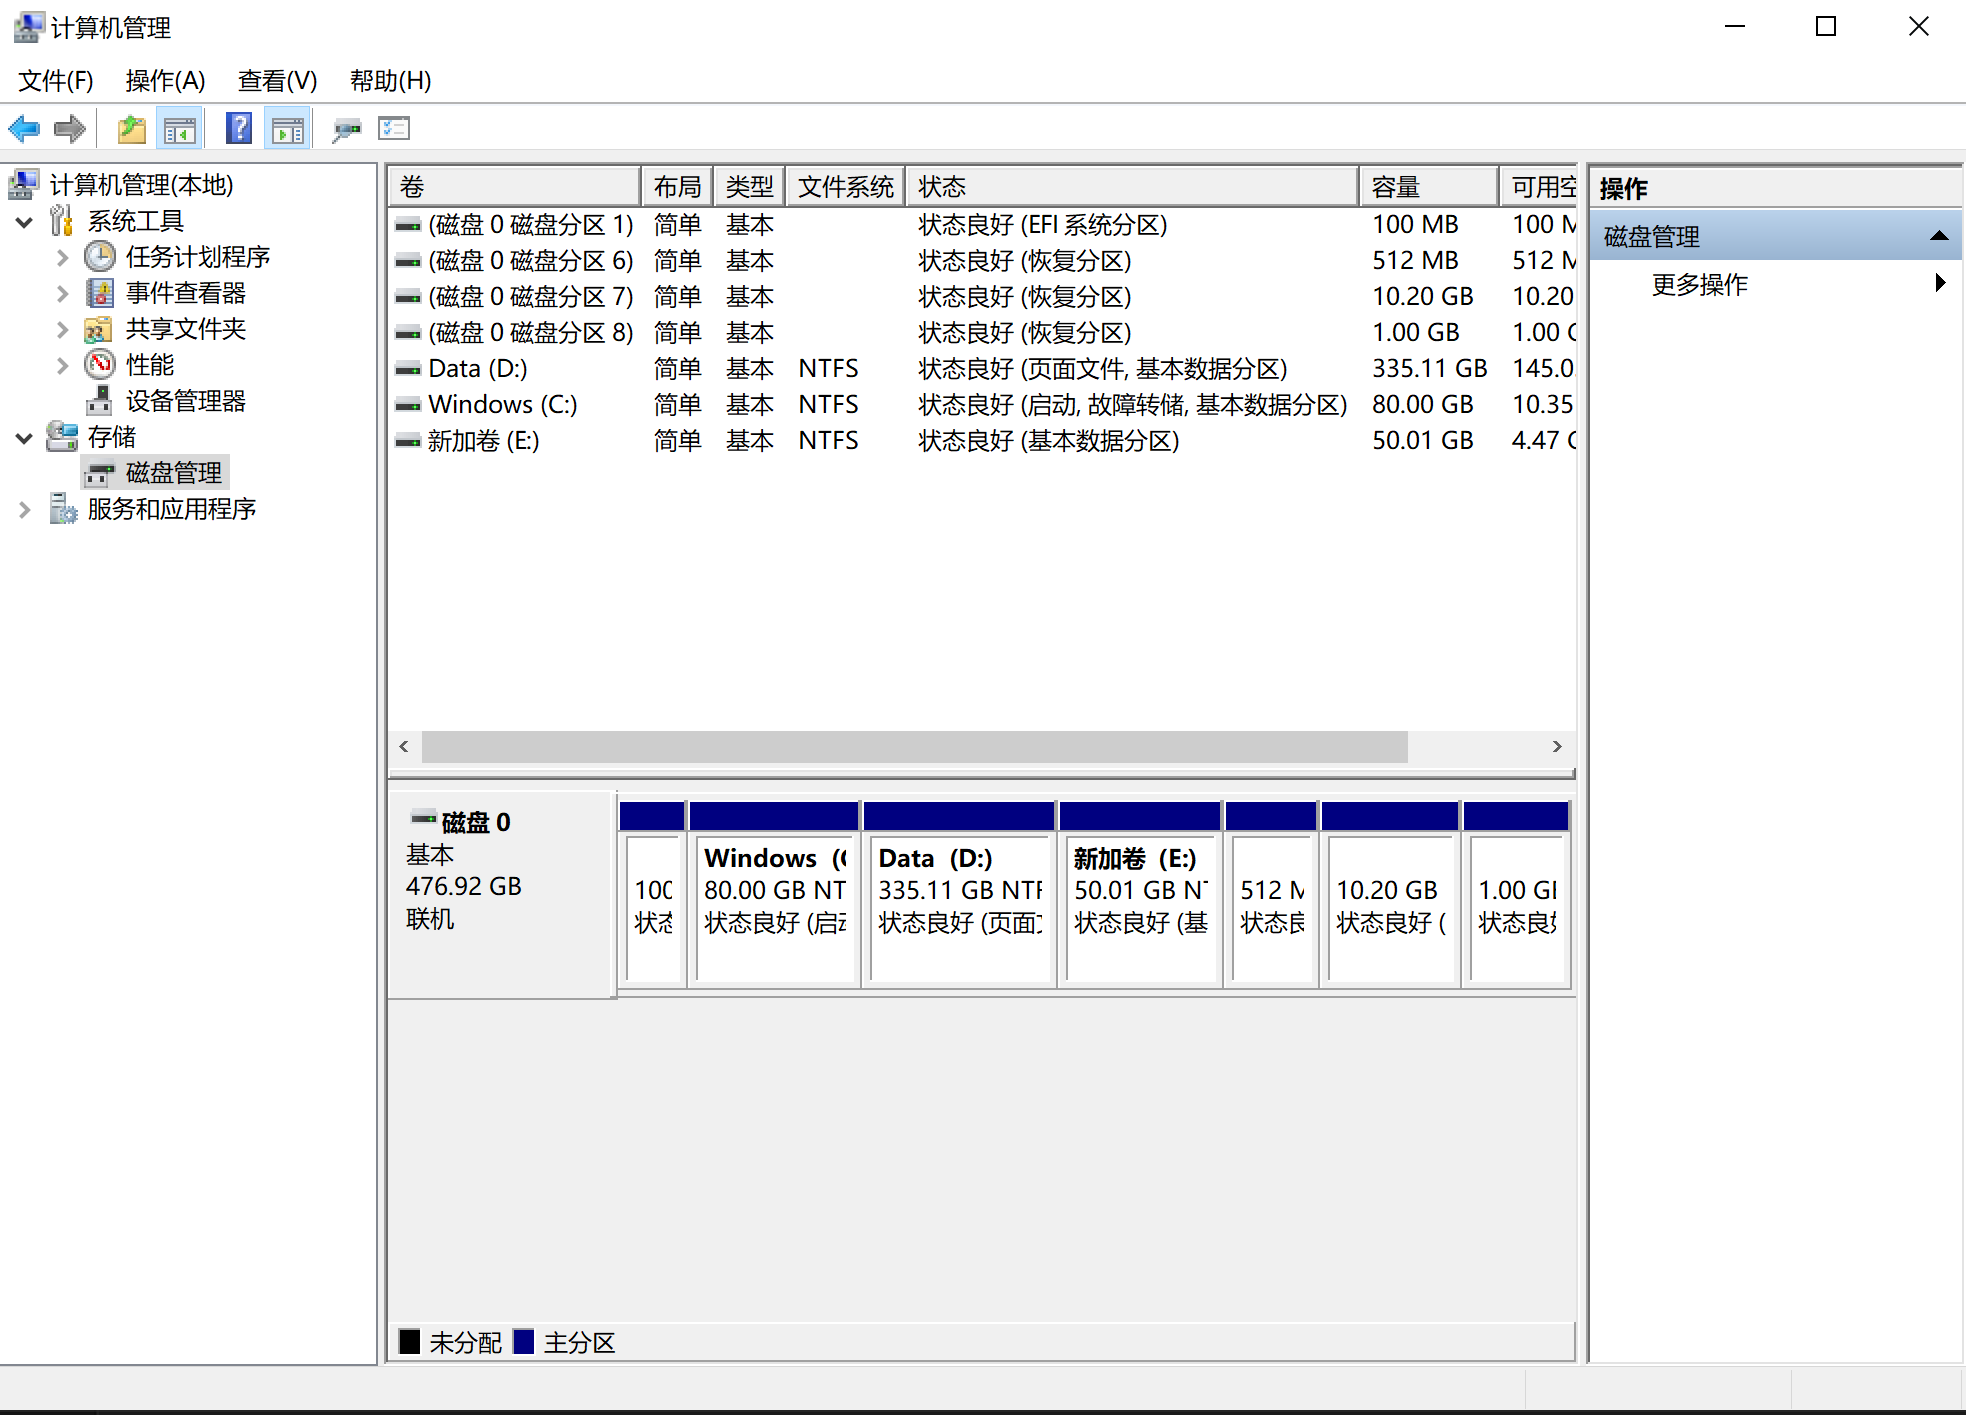 计算机管理
文件(F) 操作(A) 查看(V) 帮助(H)
计算机管理(本地)
系统工具
任务计划程序
事件查看器
共享文件夹
性能
设备管理器
存储
磁盘管理
服务和应用程序
卷 布局 类型 文件系统 状态 容量 可用空
(磁盘 0 磁盘分区 1) 简单 基本 状态良好 (EFI 系统分区) 100 MB 100 M
(磁盘 0 磁盘分区 6) 简单 基本 状态良好 (恢复分区) 512 MB 512 M
(磁盘 0 磁盘分区 7) 简单 基本 状态良好 (恢复分区) 10.20 GB 10.20
(磁盘 0 磁盘分区 8) 简单 基本 状态良好 (恢复分区) 1.00 GB 1.00 G
Data (D:) 简单 基本 NTFS 状态良好 (页面文件, 基本数据分区) 335.11 GB 145.0
Windows (C:) 简单 基本 NTFS 状态良好 (启动, 故障转储, 基本数据分区) 80.00 GB 10.35
新加卷 (E:) 简单 基本 NTFS 状态良好 (基本数据分区) 50.01 GB 4.47 G
磁盘 0
基本
476.92 GB
联机
100
状态
Windows (C
80.00 GB NT
状态良好 (启动
Data (D:)
335.11 GB NTF
状态良好 (页面文
新加卷 (E:)
50.01 GB NT
状态良好 (基
512 M
状态良
10.20 GB
状态良好 (
1.00 GB
状态良好
未分配 主分区
操作
磁盘管理
更多操作